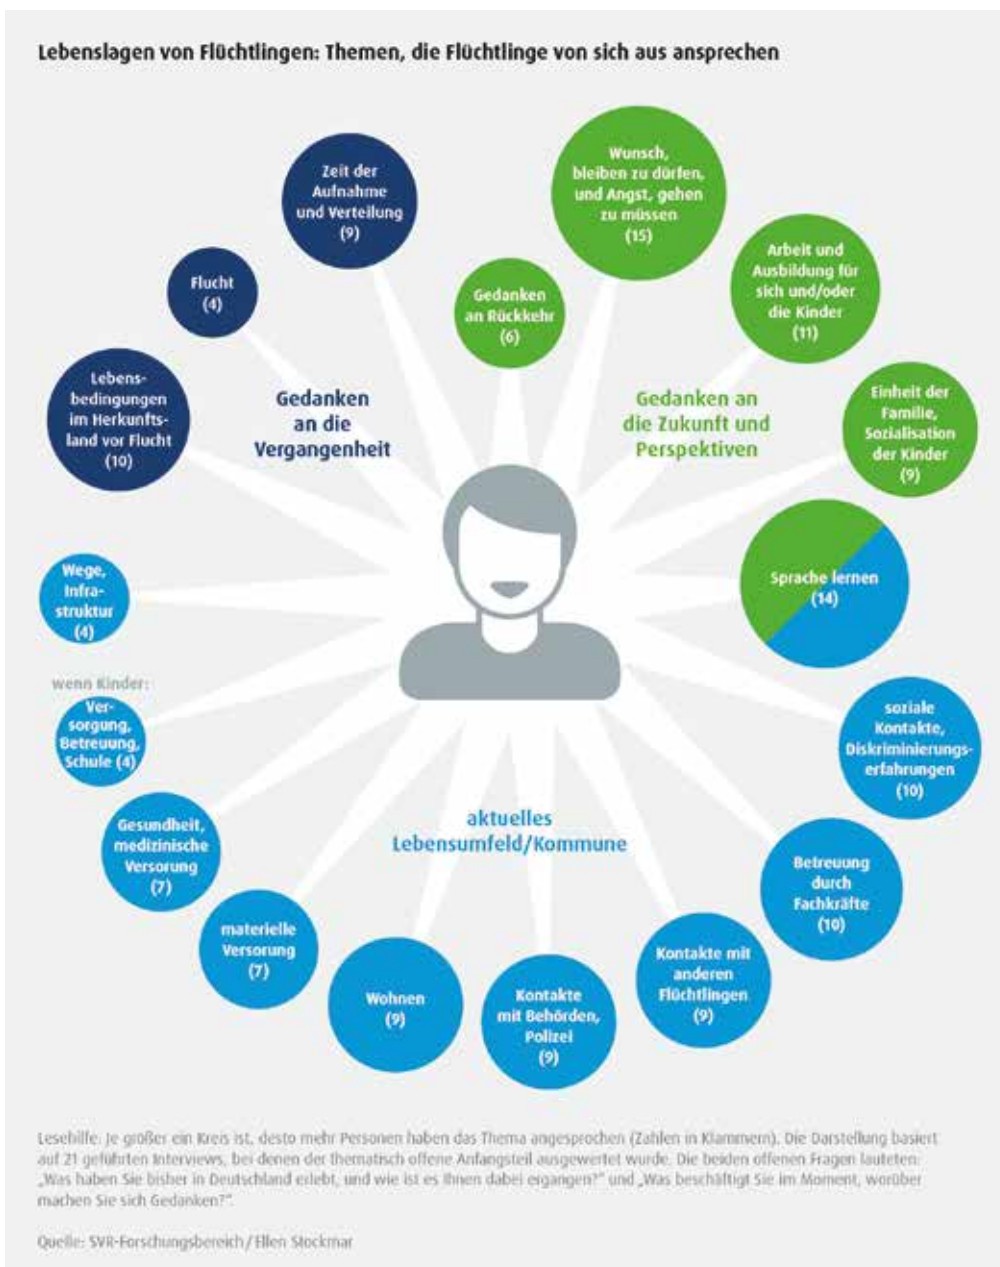 Lebenslagen von Flüchtlingen: Themen, die Flüchtlinge von sich aus ansprechen
Zeit der
Aufnahme
und Verteilung
(9)
Flucht
(4)
Lebens-
bedingungen
im Herkunfts-
land vor Flucht
(10)
Gedanken
an die
Vergangenheit
Wunsch,
bleiben zu dürfen,
und Angst, gehen
zu müssen
(15)
Gedanken
an Rückkehr
(6)
Arbeit und
Ausbildung für
sich und/oder
die Kinder
(11)
Gedanken an
die Zukunft und
Perspektiven
Einheit der
Familie,
Sozialisation
der Kinder
(9)
Sprache lernen
(14)
Wege,
Infra-
struktur
(4)
wenn Kinder:
Ver-
sorgung,
Betreuung,
Schule (4)
Gesundheit,
medizinische
Versorung
(7)
materielle
Versorung
(7)
Wohnen
(9)
Kontakte
mit Behörden,
Polizei
(9)
Kontakte mit
anderen
Flüchtlingen
(9)
Betreuung
durch
Fachkräfte
(10)
soziale
Kontakte,
Diskriminierungs-
erfahrungen
(10)
aktuelles
Lebensumfeld/Kommune
Lesehilfe: Je größer ein Kreis ist, desto mehr Personen haben das Thema angesprochen (Zahlen in Klammern). Die Darstellung basiert
auf 21 geführten Interviews, bei denen der thematisch offene Anfangsteil ausgewertet wurde. Die beiden offenen Fragen lauteten:
„Was haben Sie bisher in Deutschland erlebt, und wie ist es Ihnen dabei ergangen?" und „Was beschäftigt Sie im Moment, worüber
machen Sie sich Gedanken?".
Quelle: SVR-Forschungsbereich/Ellen Stockmar